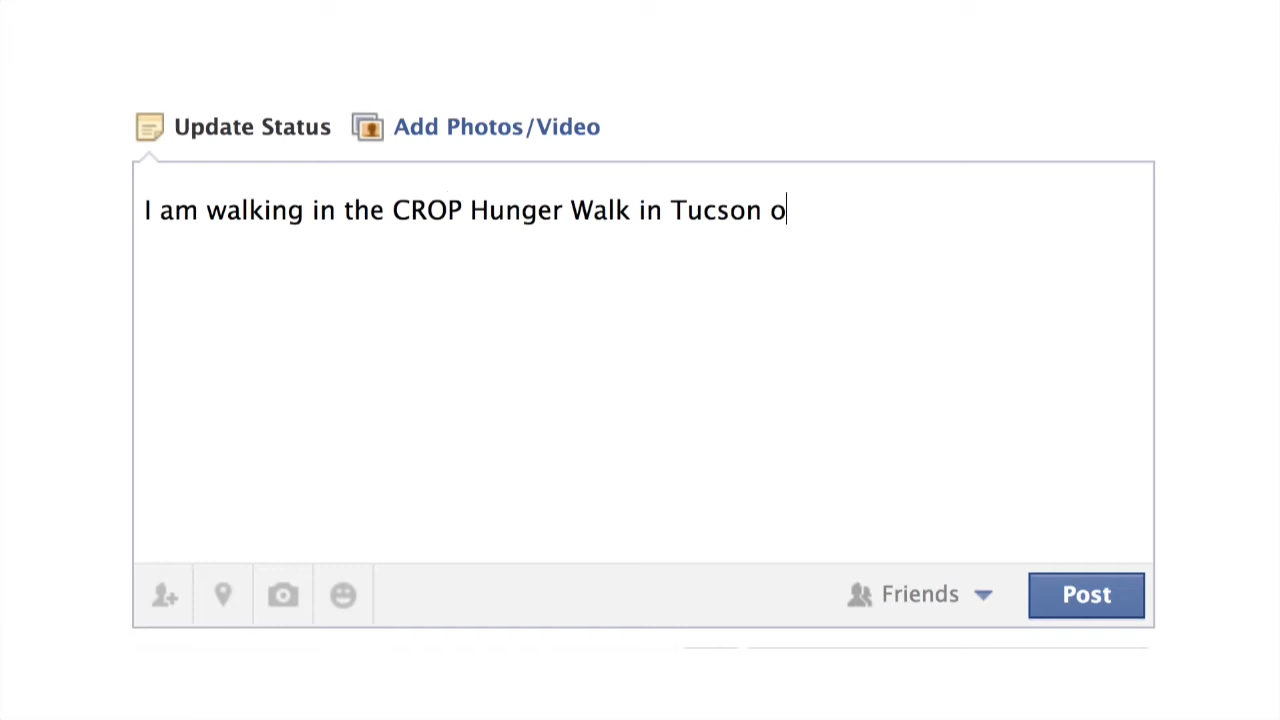 Update Status Add Photos/Video
I am walking in the CROP Hunger Walk in Tucson o
Friends Post